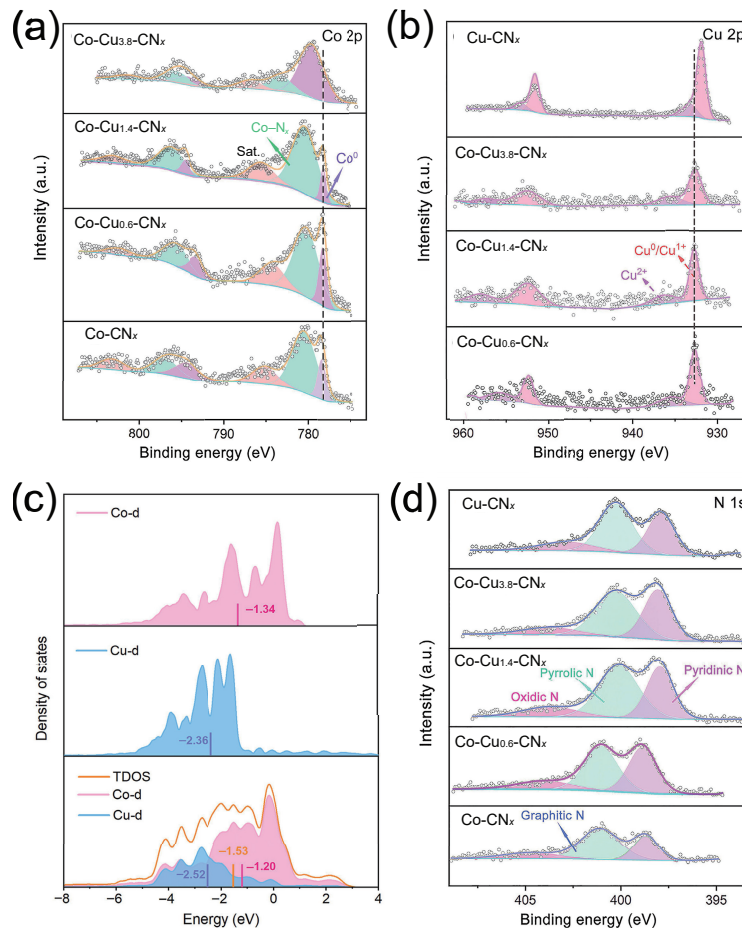 (a)
Co-Cu3.8-CNx
Co 2p
Co-Cu1.4-CNx
Co–Nx
Sat.
Co0
Co-Cu0.6-CNx
Co-CNx
Intensity (a.u.)
800 790 780
Binding energy (eV)
(b)
Cu-CNx
Cu 2p
Co-Cu3.8-CNx
Co-Cu1.4-CNx
Cu0/Cu1+
Cu2+
Co-Cu0.6-CNx
Intensity (a.u.)
960 950 940 930
Binding energy (eV)
(c)
Co-d
−1.34
Cu-d
−2.36
TDOS
Co-d
Cu-d
−1.53
−2.52
−1.20
Density of siates
−8 −6 −4 −2 0 2 4
Energy (eV)
(d)
Cu-CNx
N 1s
Co-Cu3.8-CNx
Co-Cu1.4-CNx
Pyrrolic N
Pyridinic N
Oxidic N
Co-Cu0.6-CNx
Co-CNx
Graphitic N
Intensity (a.u.)
405 400 395
Binding energy (eV)